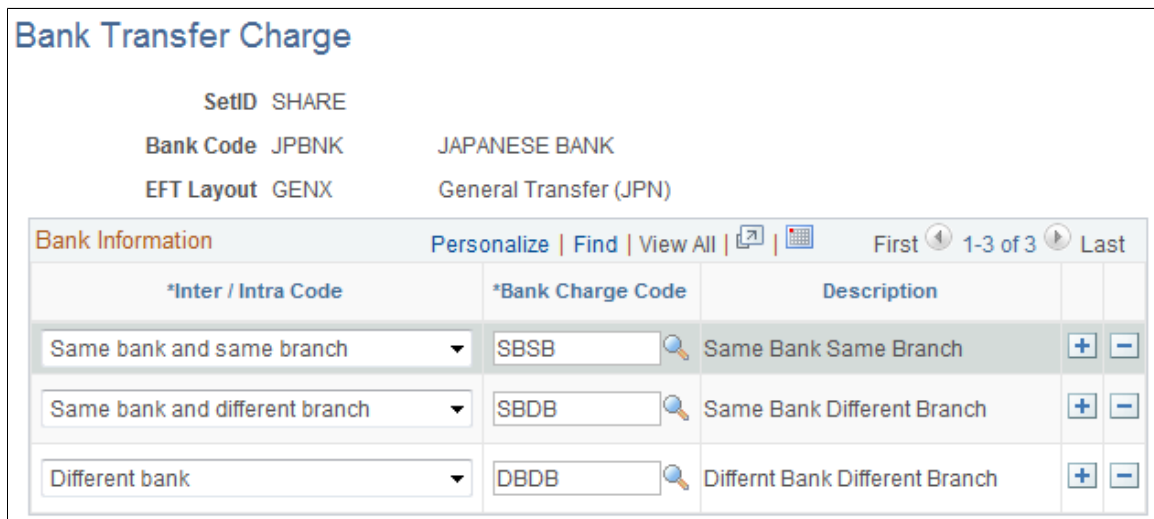 Bank Transfer Charge
SetID SHARE
Bank Code JPBNK JAPANESE BANK
EFT Layout GENX General Transfer (JPN)
Bank Information Personalize | Find | View All | | First 1-3 of 3 Last
*Inter / Intra Code *Bank Charge Code Description
Same bank and same branch SBSB Same Bank Same Branch
Same bank and different branch SBDB Same Bank Different Branch
Different bank DBDB Differnt Bank Different Branch